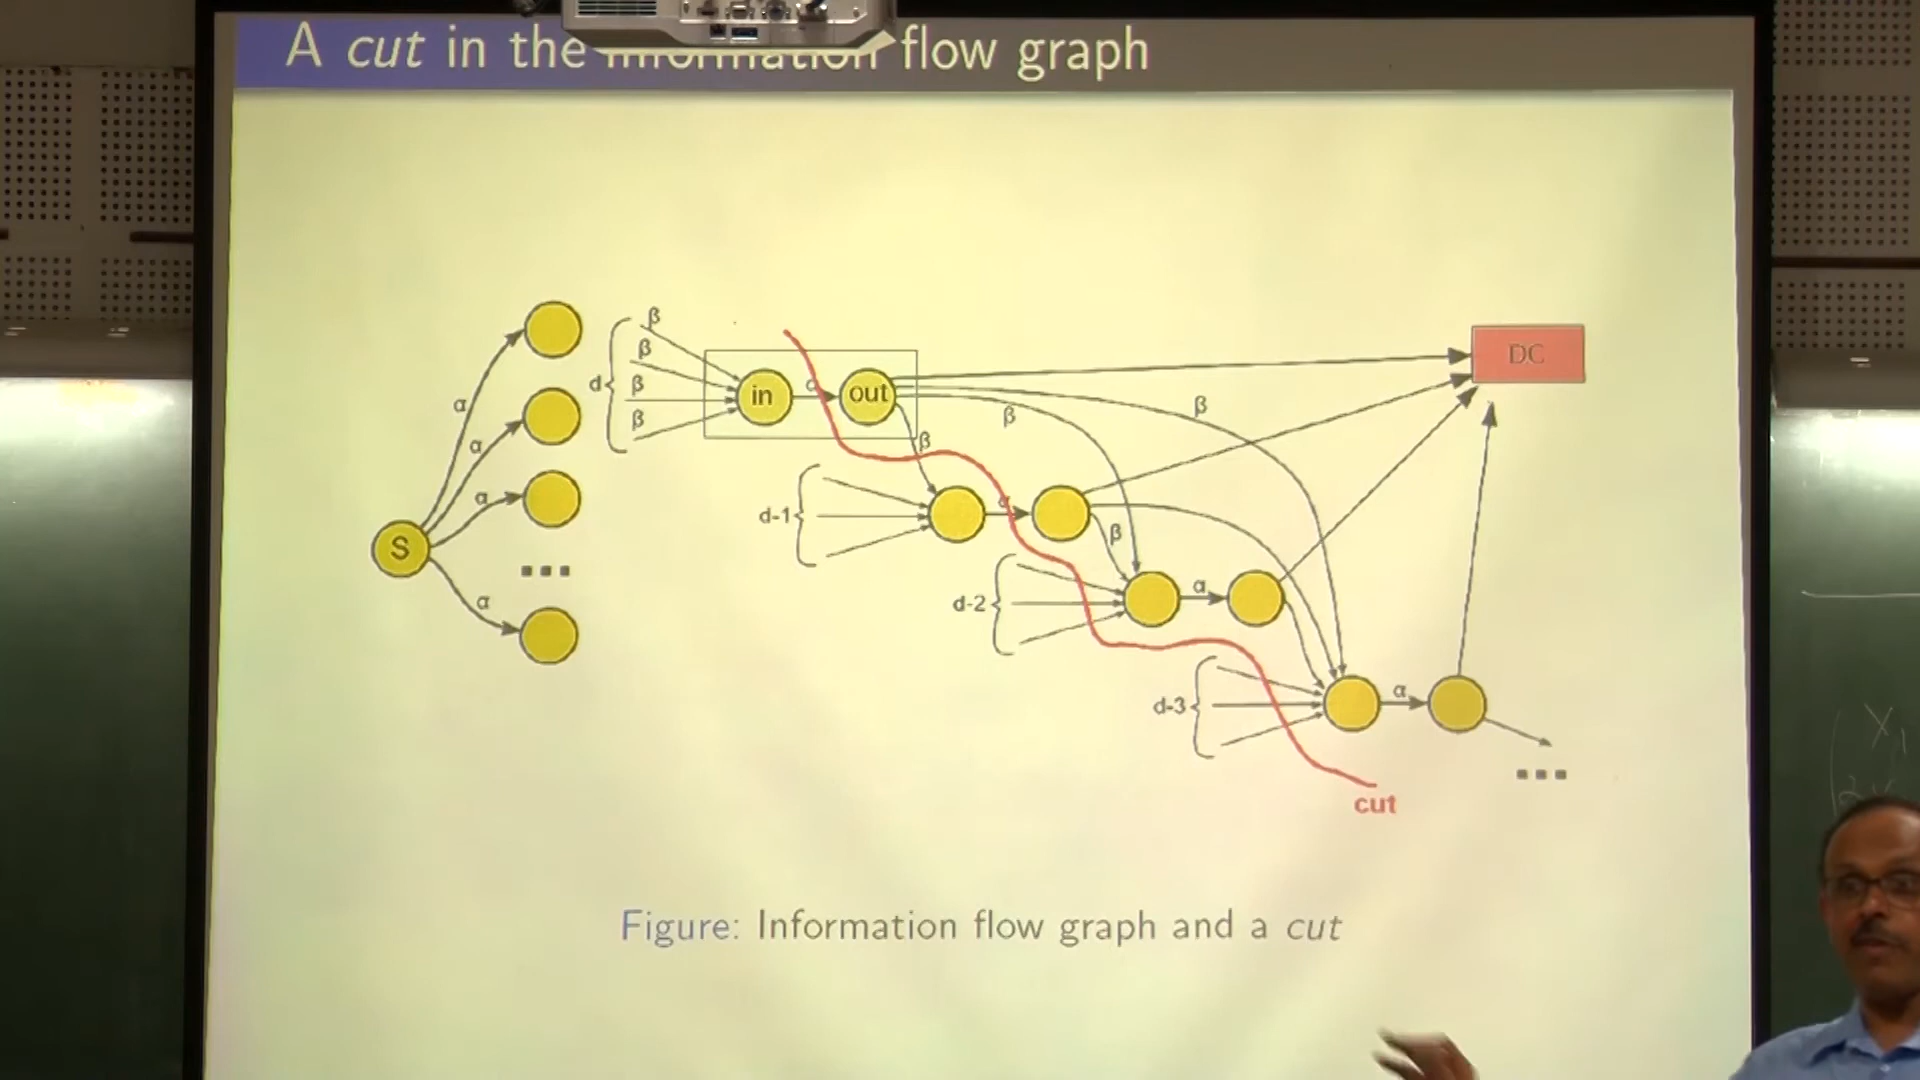 A cut in the information flow graph
α
α
α
α
S
d
β
β
β
β
in
α
out
β
β
β
DC
d-1
α
β
d-2
α
d-3
α
cut
Figure: Information flow graph and a cut